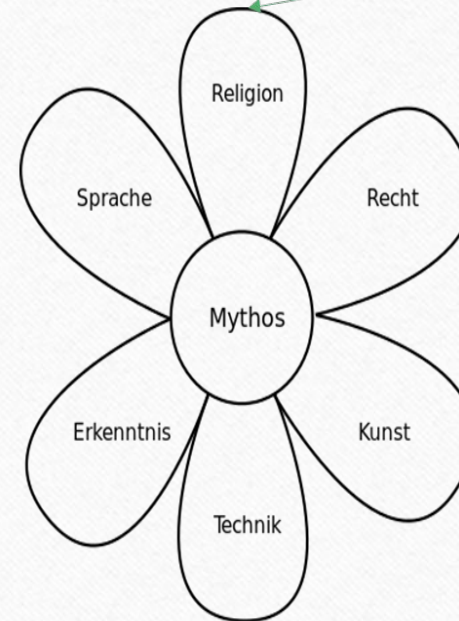 Religion
Sprache
Recht
Mythos
Erkenntnis
Kunst
Technik